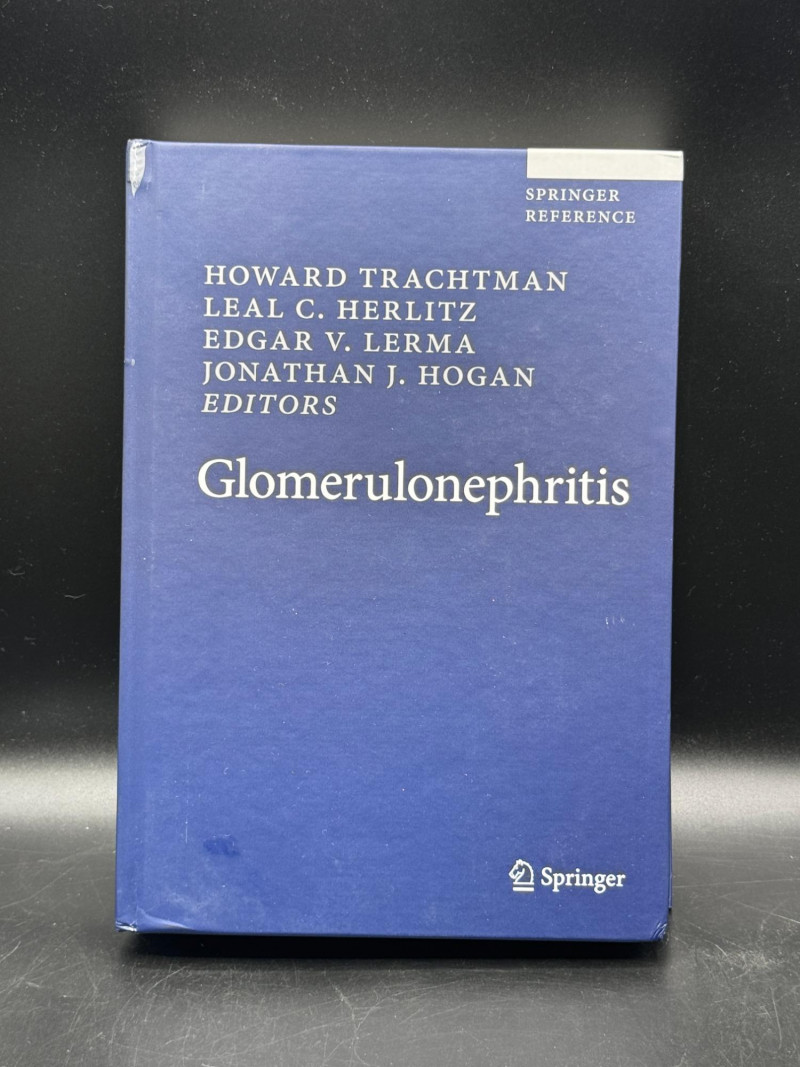 SPRINGER
REFERENCE
HOWARD TRACHTMAN
LEAL C. HERLITZ
EDGAR V. LERMA
JONATHAN J. HOGAN
EDITORS
Glomerulonephritis
Springer